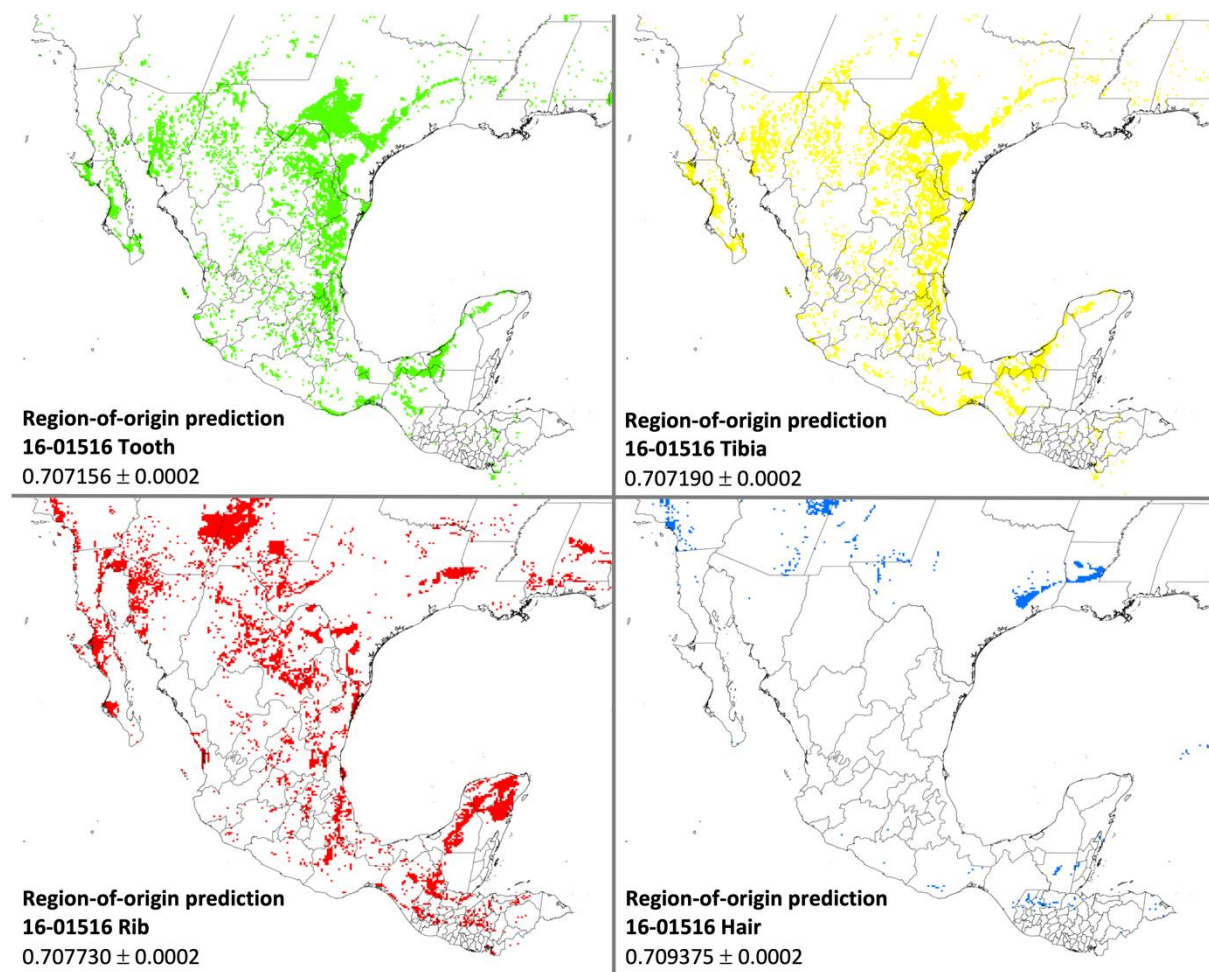 Region-of-origin prediction
16-01516 Tooth
0.707156 ± 0.0002
Region-of-origin prediction
16-01516 Tibia
0.707190 ± 0.0002
Region-of-origin prediction
16-01516 Rib
0.707730 ± 0.0002
Region-of-origin prediction
16-01516 Hair
0.709375 ± 0.0002